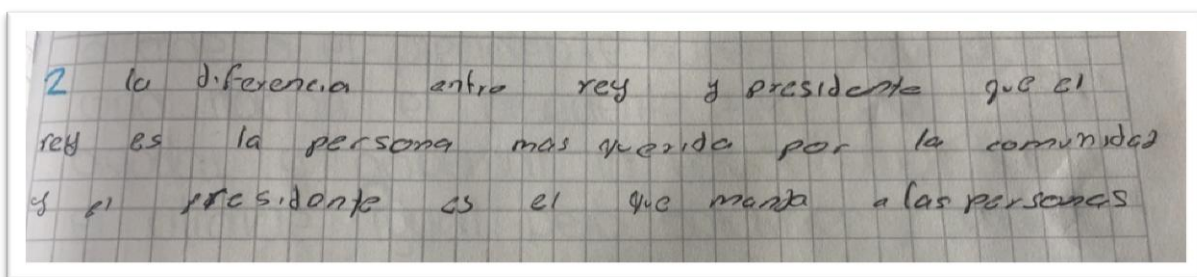 2 la diferencia entre rey y presidente que el
rey es la persona mas querida por la comunidad
y el presidente es el que manda a las personas